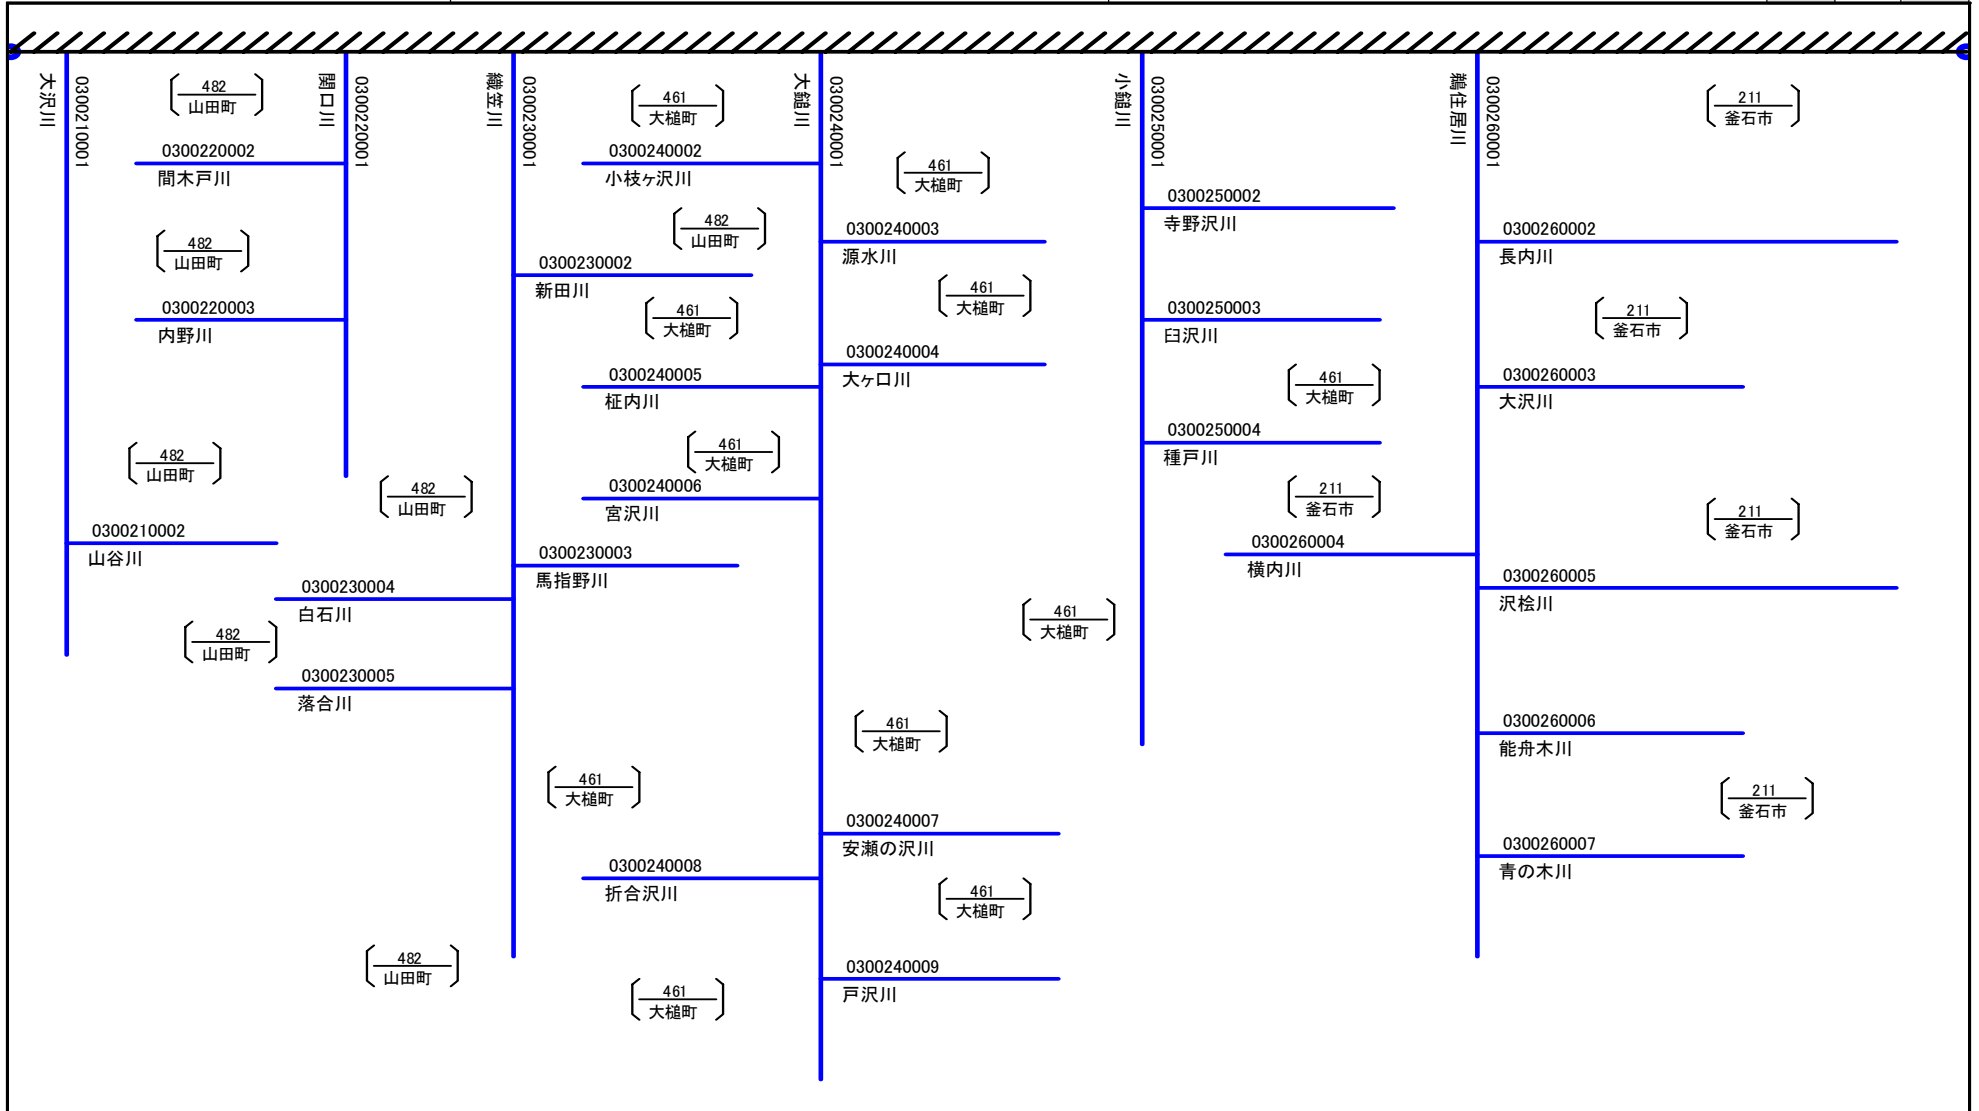 大沢川
0300210001
482
山田町
関口川
0300220001
織笠川
0300230001
461
大槌町
大鎚川
0300240001
小鎚川
0300250001
鵜住居川
0300260001
211
釜石市
0300220002
間木戸川
0300240002
小枝ヶ沢川
461
大槌町
0300250002
寺野沢川
482
山田町
482
山田町
0300240003
源水川
0300260002
長内川
0300230002
新田川
461
大槌町
0300220003
内野川
461
大槌町
0300250003
臼沢川
211
釜石市
0300240004
大ヶ口川
0300240005
柾内川
461
大槌町
0300260003
大沢川
482
山田町
461
大槌町
0300250004
種戸川
482
山田町
0300240006
宮沢川
211
釜石市
211
釜石市
0300210002
山谷川
0300230003
馬指野川
0300260004
横内川
0300230004
白石川
0300260005
沢桧川
482
山田町
461
大槌町
0300230005
落合川
461
大槌町
0300260006
能舟木川
461
大槌町
211
釜石市
0300240007
安瀬の沢川
0300260007
青の木川
0300240008
折合沢川
461
大槌町
482
山田町
461
大槌町
0300240009
戸沢川